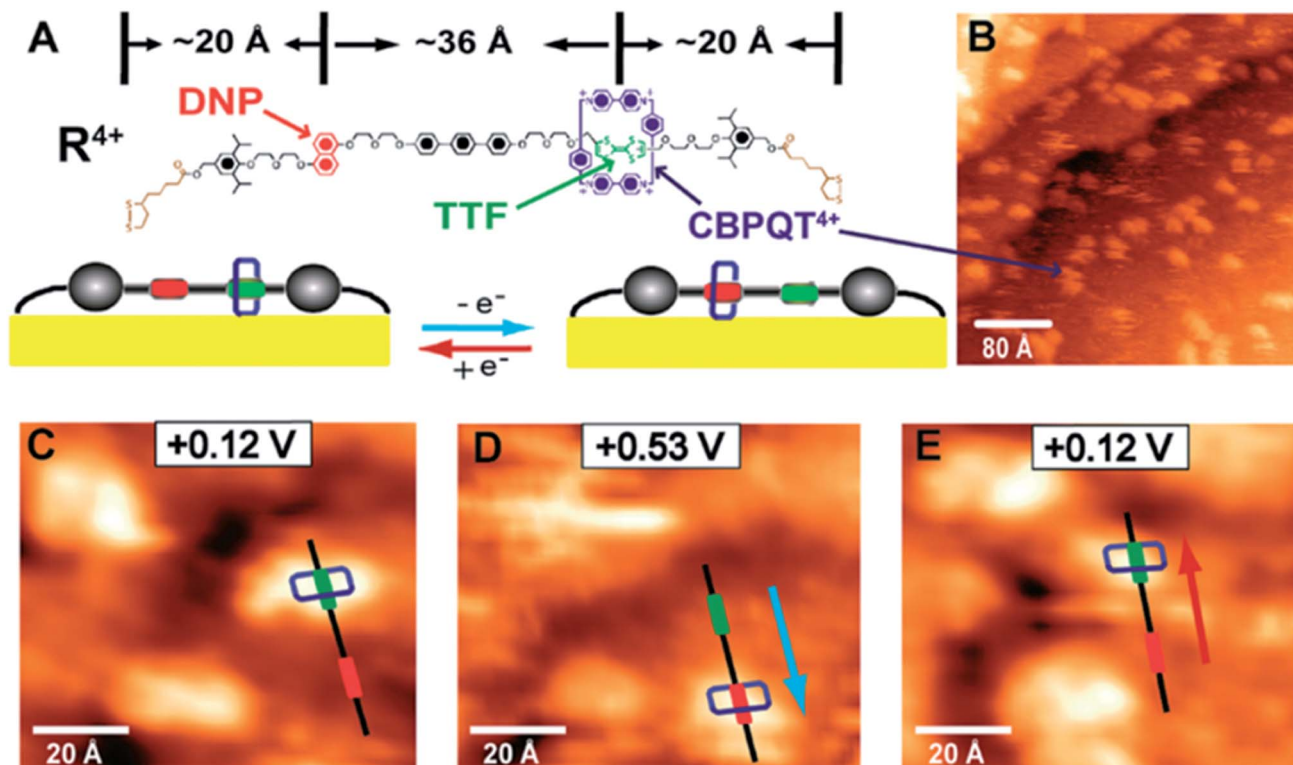 A
~20 Å
~36 Å
~20 Å
B
DNP
R4+
TTF
CBPQT4+
- e-
+ e-
80 Å
C
+0.12 V
D
+0.53 V
E
+0.12 V
20 Å
20 Å
20 Å